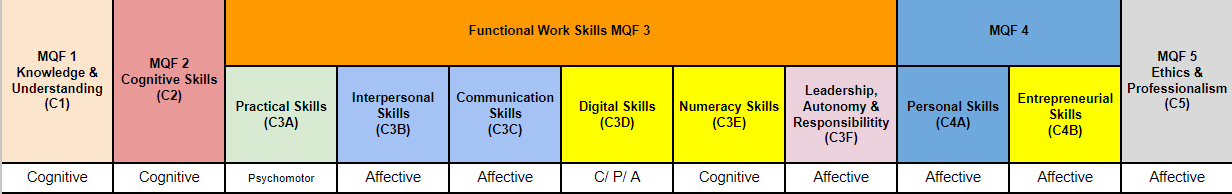 MQF 1
Knowledge &
Understanding
(C1)
MQF 2
Cognitive Skills
(C2)
Functional Work Skills MQF 3
MQF 4
MQF 5
Ethics &
Professionalism
(C5)
Practical Skills
(C3A)
Interpersonal
Skills
(C3B)
Communication
Skills
(C3C)
Digital Skills
(C3D)
Numeracy Skills
(C3E)
Leadership,
Autonomy &
Responsibilitity
(C3F)
Personal Skills
(C4A)
Entrepreneurial
Skills
(C4B)
Cognitive
Cognitive
Psychomotor
Affective
Affective
C/ P/ A
Cognitive
Affective
Affective
Affective
Affective